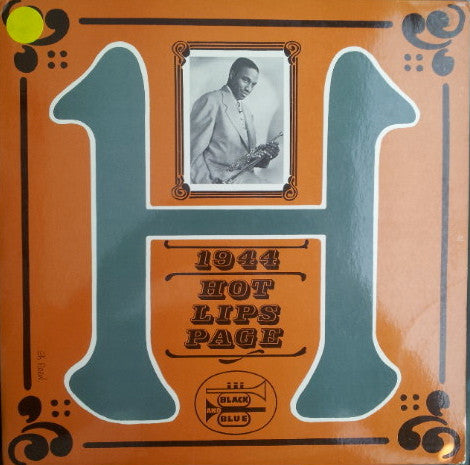 H
1944
HOT
LIPS
PAGE
BLACK
AND
BLUE